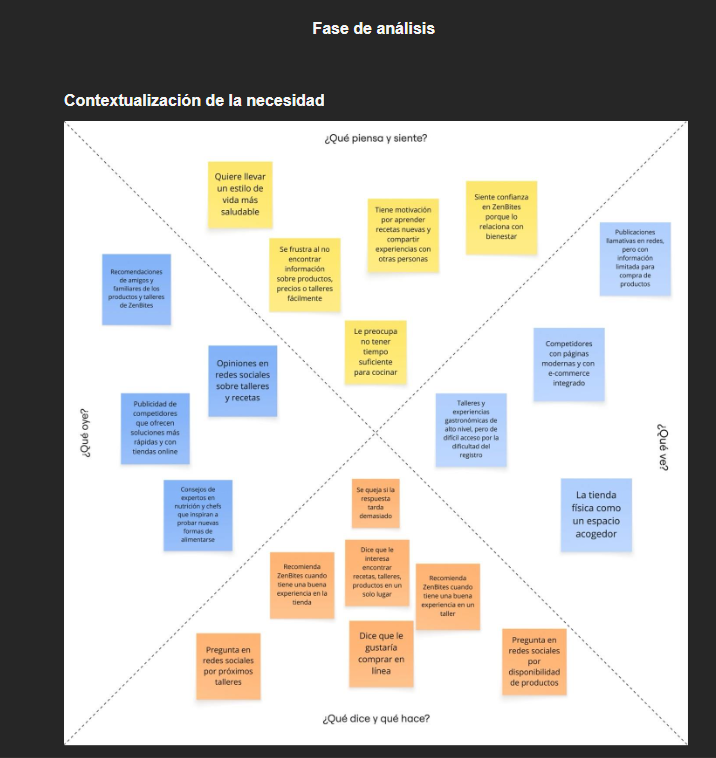 Fase de análisis
Contextualización de la necesidad
¿Qué piensa y siente?
Quiere llevar
un estilo de
vida más
saludable
Se frustra al no
encontrar
información
sobre productos,
precios o talleres
fácilmente
Tiene motivación
por aprender
recetas nuevas y
compartir
experiencias con
otras personas
Siente confianza
en ZenBites
porque lo
relaciona con
bienestar
Le preocupa
no tener
tiempo
suficiente
para cocinar
¿Qué oye?
Recomendaciones
de amigos y
familiares de los
productos y talleres
de ZenBites
Opiniones en
redes sociales
sobre talleres
y recetas
Publicidad de
competidores
que ofrecen
soluciones más
rápidas y con
tiendas online
Consejos de
expertos en
nutrición y chefs
que inspiran a
probar nuevas
formas de
alimentarse
¿Qué ve?
Publicaciones
llamativas en redes,
pero con
información
limitada para
compra de
productos
Competidores
con páginas
modernas y con
e-commerce
integrado
Talleres y
experiencias
gastronómicas de
alto nivel, pero de
difícil acceso por la
dificultad del
registro
La tienda
física como
un espacio
acogedor
Se queja si la
respuesta
tarda
demasiado
Recomienda
ZenBites cuando
tiene una buena
experiencia en la
tienda
Dice que le
interesa
encontrar
recetas, talleres,
productos en un
solo lugar
Recomienda
ZenBites cuando
tiene una buena
experiencia en un
taller
Pregunta en
redes sociales
por próximos
talleres
Dice que le
gustaría
comprar en
línea
Pregunta en
redes sociales
por
disponibilidad
de productos
¿Qué dice y qué hace?